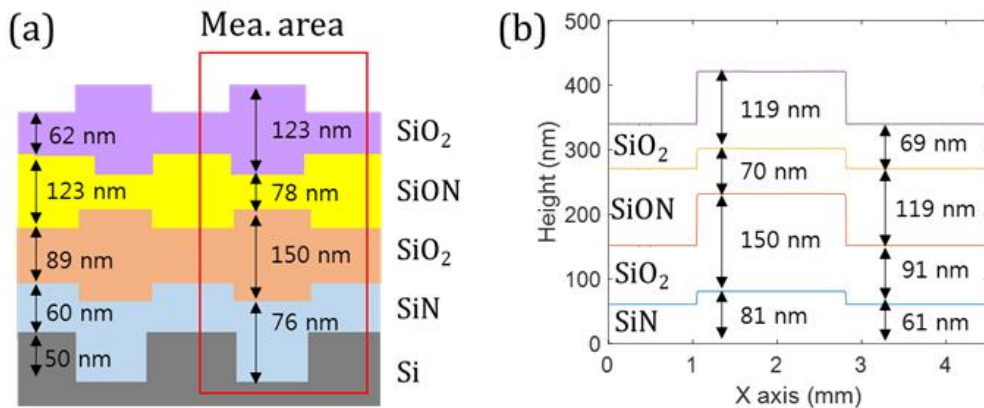 (a)
Mea. area
62 nm
123 nm
SiO₂
123 nm
78 nm
SiON
89 nm
150 nm
SiO₂
60 nm
76 nm
SiN
50 nm
Si
(b)
500
400
300
200
100
0
Height (nm)
119 nm
SiO₂
69 nm
70 nm
SiON
119 nm
150 nm
SiO₂
91 nm
SiN
81 nm
61 nm
0 1 2 3 4
X axis (mm)